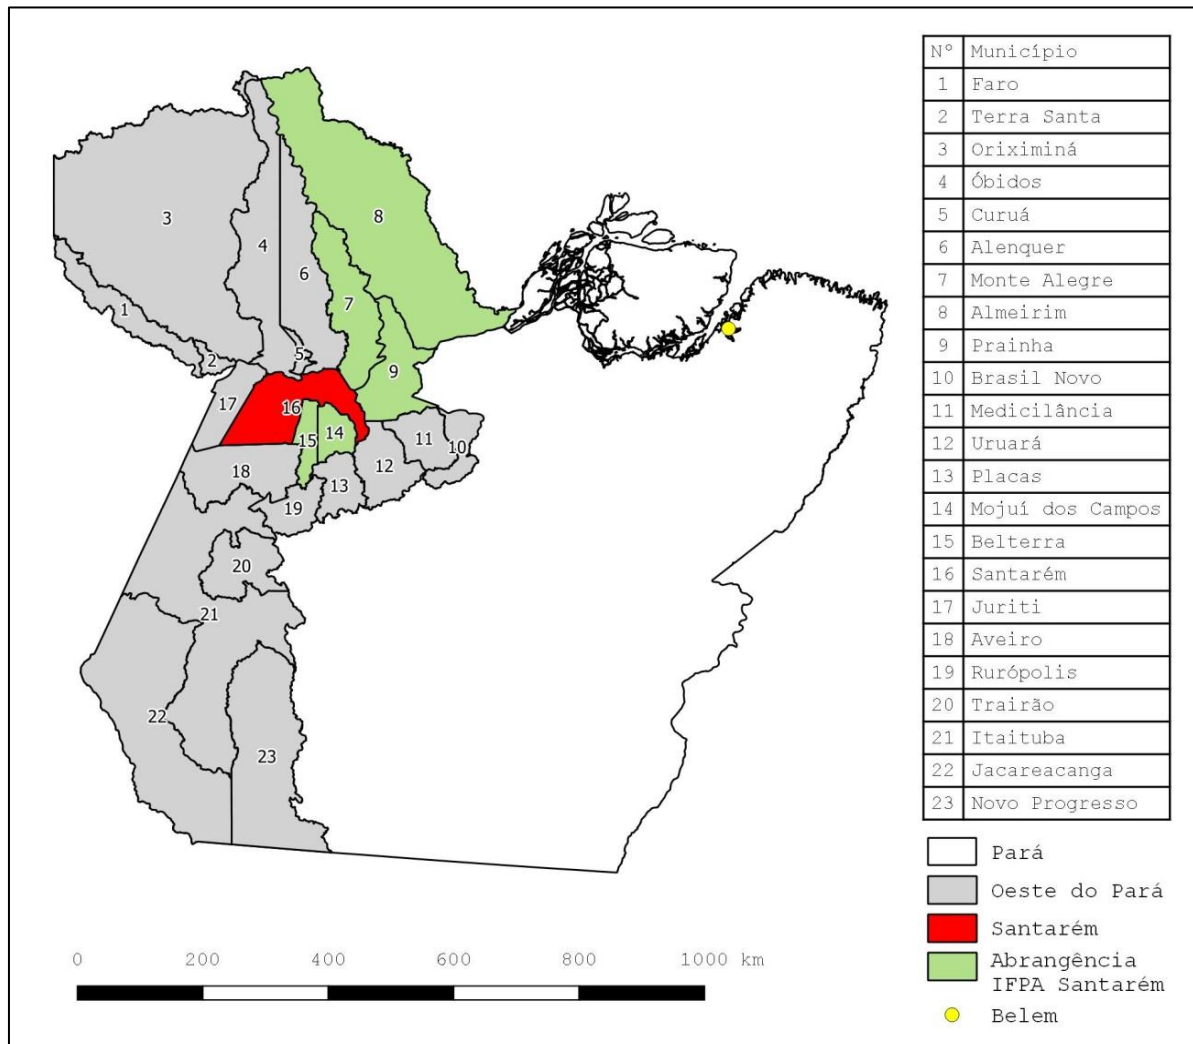 Nº Município
1 Faro
2 Terra Santa
3 Oriximiná
4 Óbidos
5 Curuá
6 Alenquer
7 Monte Alegre
8 Almeirim
9 Prainha
10 Brasil Novo
11 Medicilância
12 Uruará
13 Placas
14 Mojuí dos Campos
15 Belterra
16 Santarém
17 Juriti
18 Aveiro
19 Rurópolis
20 Trairão
21 Itaituba
22 Jacareacanga
23 Novo Progresso
Pará
Oeste do Pará
Santarém
Abrangência
IFPA Santarém
Belem
8
3
4
6
7
1
5
2
9
17
16
15
14
11
10
12
18
13
19
20
21
22
23
0 200 400 600 800 1000 km